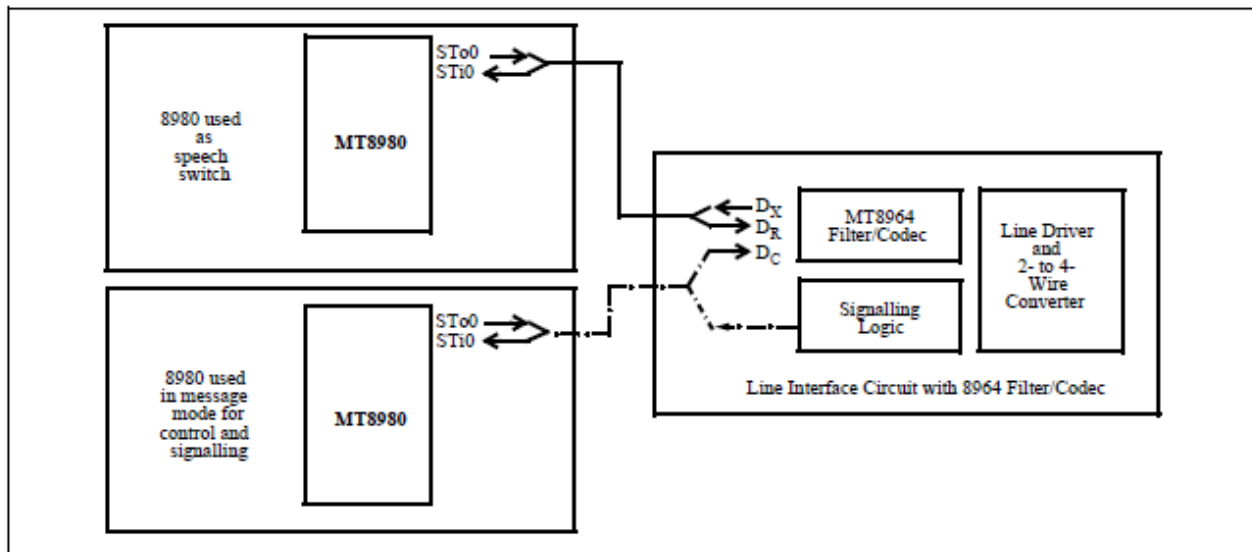 STo0
STi0
8980 used
as
speech
switch
MT8980
STo0
STi0
8980 used
in message
mode for
control and
signalling
MT8980
DX
DR
DC
MT8964
Filter/Codec
Signalling
Logic
Line Driver
and
2- to 4-
Wire
Converter
Line Interface Circuit with 8964 Filter/Codec